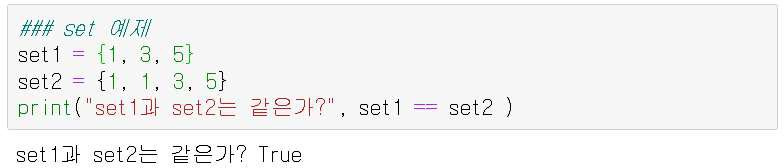 ### set 예제
set1 = {1, 3, 5}
set2 = {1, 1, 3, 5}
print("set1과 set2는 같은가?", set1 == set2 )
set1과 set2는 같은가? True